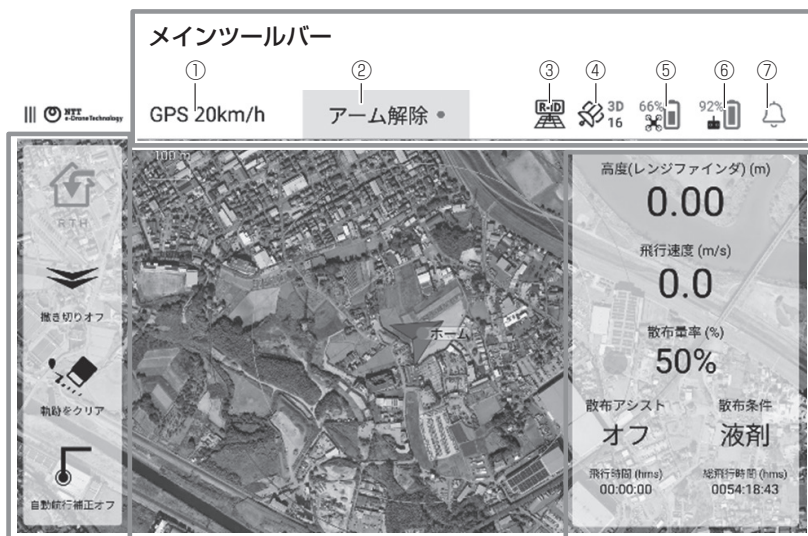 メインツールバー
① ② ③ ④ ⑤ ⑥ ⑦
NTT e-Drone Technology
GPS 20km/h
アーム解除
R-ID
3D
16
66%
92%
100 m
RTH
撒き切りオフ
軌跡をクリア
自動航行補正オフ
ホーム
高度(レンジファインダ) (m)
0.00
飛行速度 (m/s)
0.0
散布量率 (%)
50%
散布アシスト 散布条件
オフ 液剤
飛行時間 (hms) 総飛行時間 (hms)
00:00:00 0054:18:43